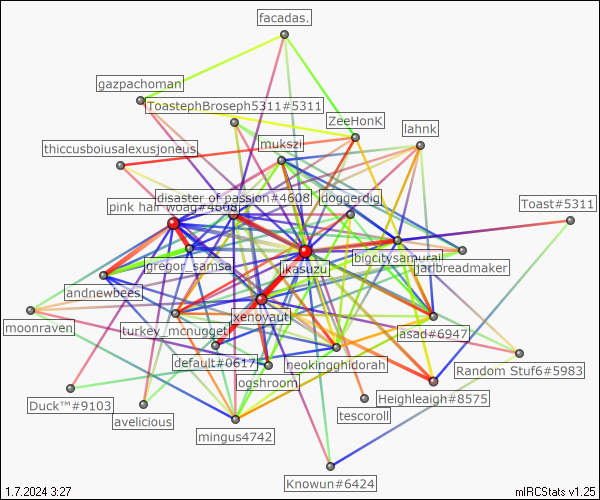 facadas.
gazpachoman
ToastephBroseph5311#5311
ZeeHonK
lahnk
mukszi
thiccusboiusalexusjoneus
disaster of passion#4608
doggerdig
Toast#5311
pink hair
gregor_samsa
ikasuzu
bigcitysamurai
jarlbreadmaker
andnewbees
xenovaut
moonraven
turkey_mcnugget
asad#6947
default#0617
neokingghidorah
Random Stuf6#5983
ogshroom
Duck™#9103
avelicious
Heighleaigh#8575
tescoroll
mingus4742
Knowun#6424
1.7.2024 3:27
mIRCStats v1.25